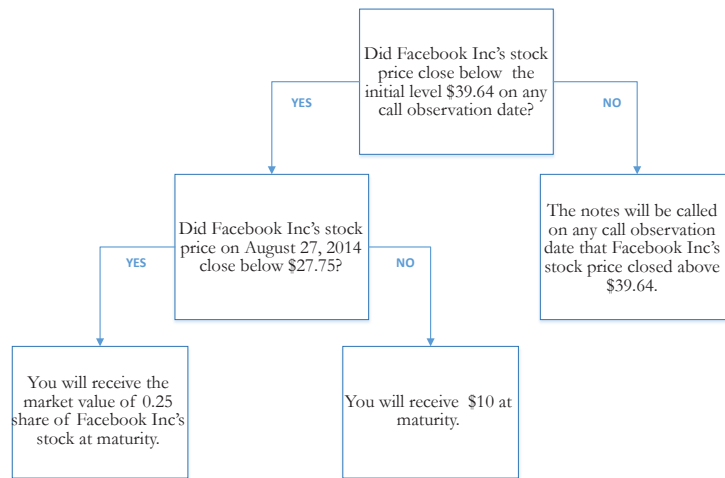 Did Facebook Inc's stock
price close below the
initial level $39.64 on any
call observation date?
YES
NO
Did Facebook Inc's stock
price on August 27, 2014
close below $27.75?
The notes will be called
on any call observation
date that Facebook Inc's
stock price closed above
$39.64.
YES
NO
You will receive the
market value of 0.25
share of Facebook Inc's
stock at maturity.
You will receive $10 at
maturity.